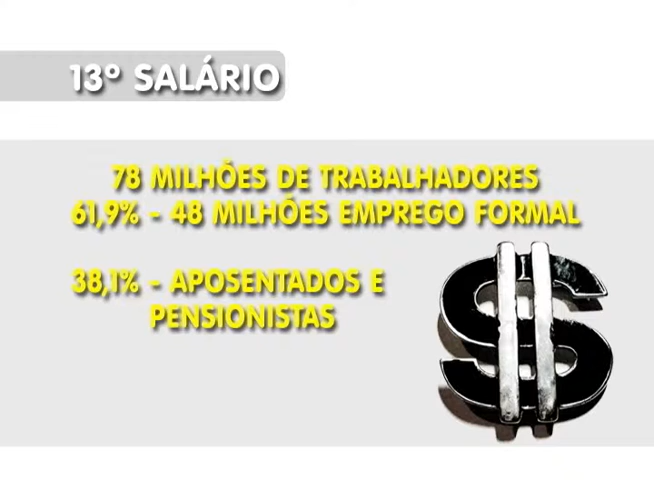 13º SALÁRIO
78 MILHÕES DE TRABALHADORES
61,9% - 48 MILHÕES EMPREGO FORMAL
38,1% - APOSENTADOS E
PENSIONISTAS